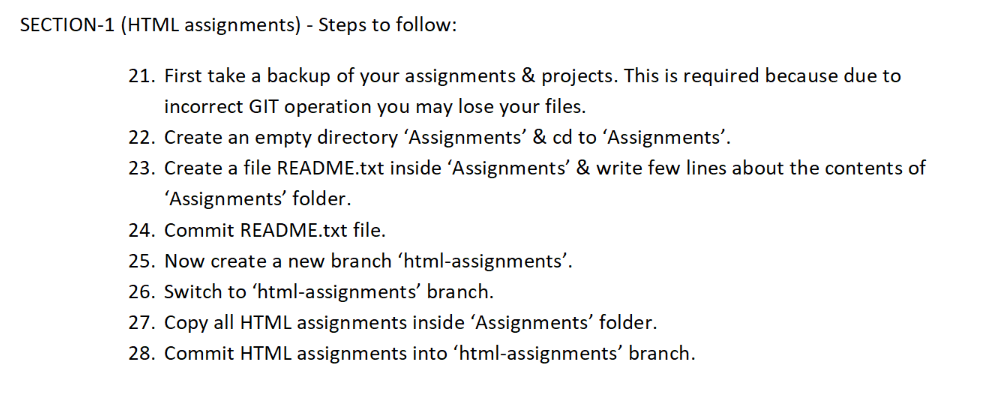 SECTION-1 (HTML assignments) - Steps to follow:
21. First take a backup of your assignments & projects. This is required because due to
incorrect GIT operation you may lose your files.
22. Create an empty directory ‘Assignments’ & cd to ‘Assignments’.
23. Create a file README.txt inside ‘Assignments’ & write few lines about the contents of
‘Assignments’ folder.
24. Commit README.txt file.
25. Now create a new branch ‘html-assignments’.
26. Switch to ‘html-assignments’ branch.
27. Copy all HTML assignments inside ‘Assignments’ folder.
28. Commit HTML assignments into ‘html-assignments’ branch.